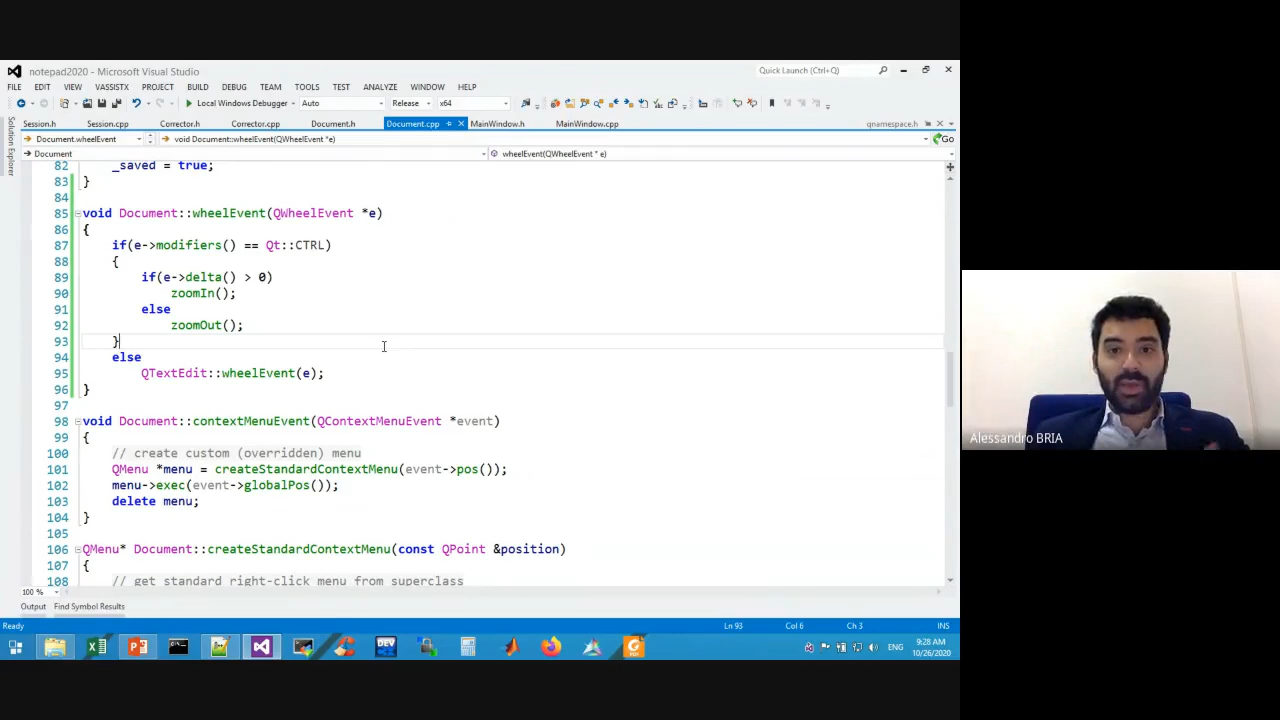 notepad2020 - Microsoft Visual Studio
Quick Launch (Ctrl+Q)
FILE EDIT VIEW VASSISTX PROJECT BUILD DEBUG TEAM TOOLS TEST ANALYZE WINDOW HELP
Local Windows Debugger Auto Release x64
Session.h Session.cpp Corrector.h Corrector.cpp Document.h Document.cpp MainWindow.h MainWindow.cpp qnamespace.h
Document.wheelEvent void Document::wheelEvent(QWheelEvent *e) Go
Document wheelEvent(QWheelEvent * e)
Solution Explorer
82 _saved = true;
83 }
84
85 void Document::wheelEvent(QWheelEvent *e)
86 {
87 if(e->modifiers() == Qt::CTRL)
88 {
89 if(e->delta() > 0)
90 zoomIn();
91 else
92 zoomOut();
93 }
94 else
95 QTextEdit::wheelEvent(e);
96 }
97
98 void Document::contextMenuEvent(QContextMenuEvent *event)
99 {
100 // create custom (overridden) menu
101 QMenu *menu = createStandardContextMenu(event->pos());
102 menu->exec(event->globalPos());
103 delete menu;
104 }
105
106 QMenu* Document::createStandardContextMenu(const QPoint &position)
107 {
108 // get standard right-click menu from superclass
100 %
Output Find Symbol Results
Ready Ln 93 Col 6 Ch 3 INS
DEV
ENG
9:28 AM
10/26/2020
Alessandro BRIA